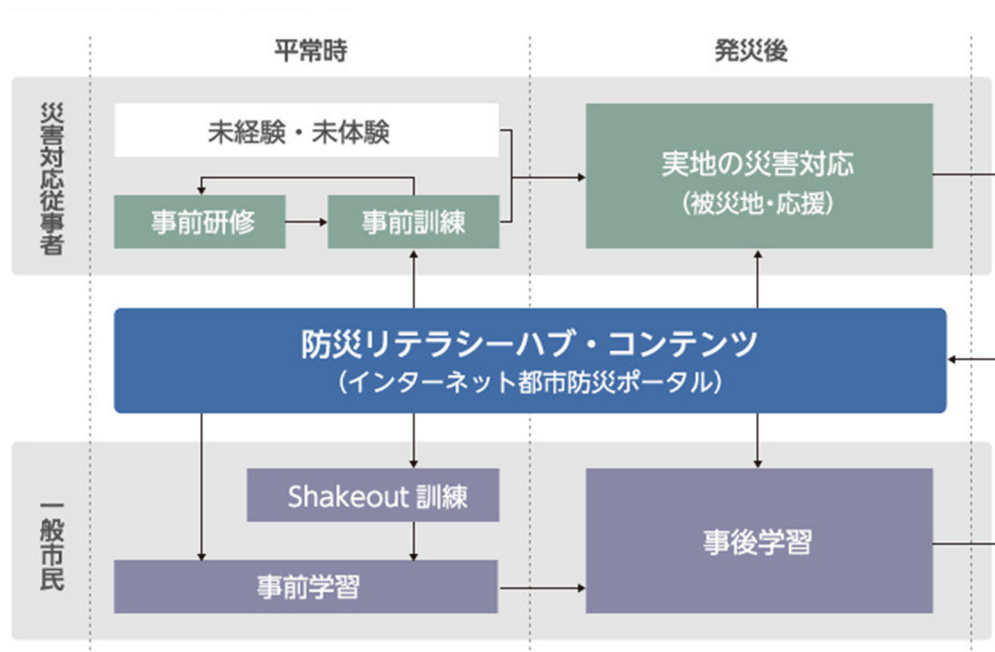 平常時
発災後
災害対応従事者
未経験・未体験
事前研修
事前訓練
実地の災害対応
(被災地・応援)
防災リテラシーハブ・コンテンツ
(インターネット都市防災ポータル)
一般市民
Shakeout 訓練
事前学習
事後学習